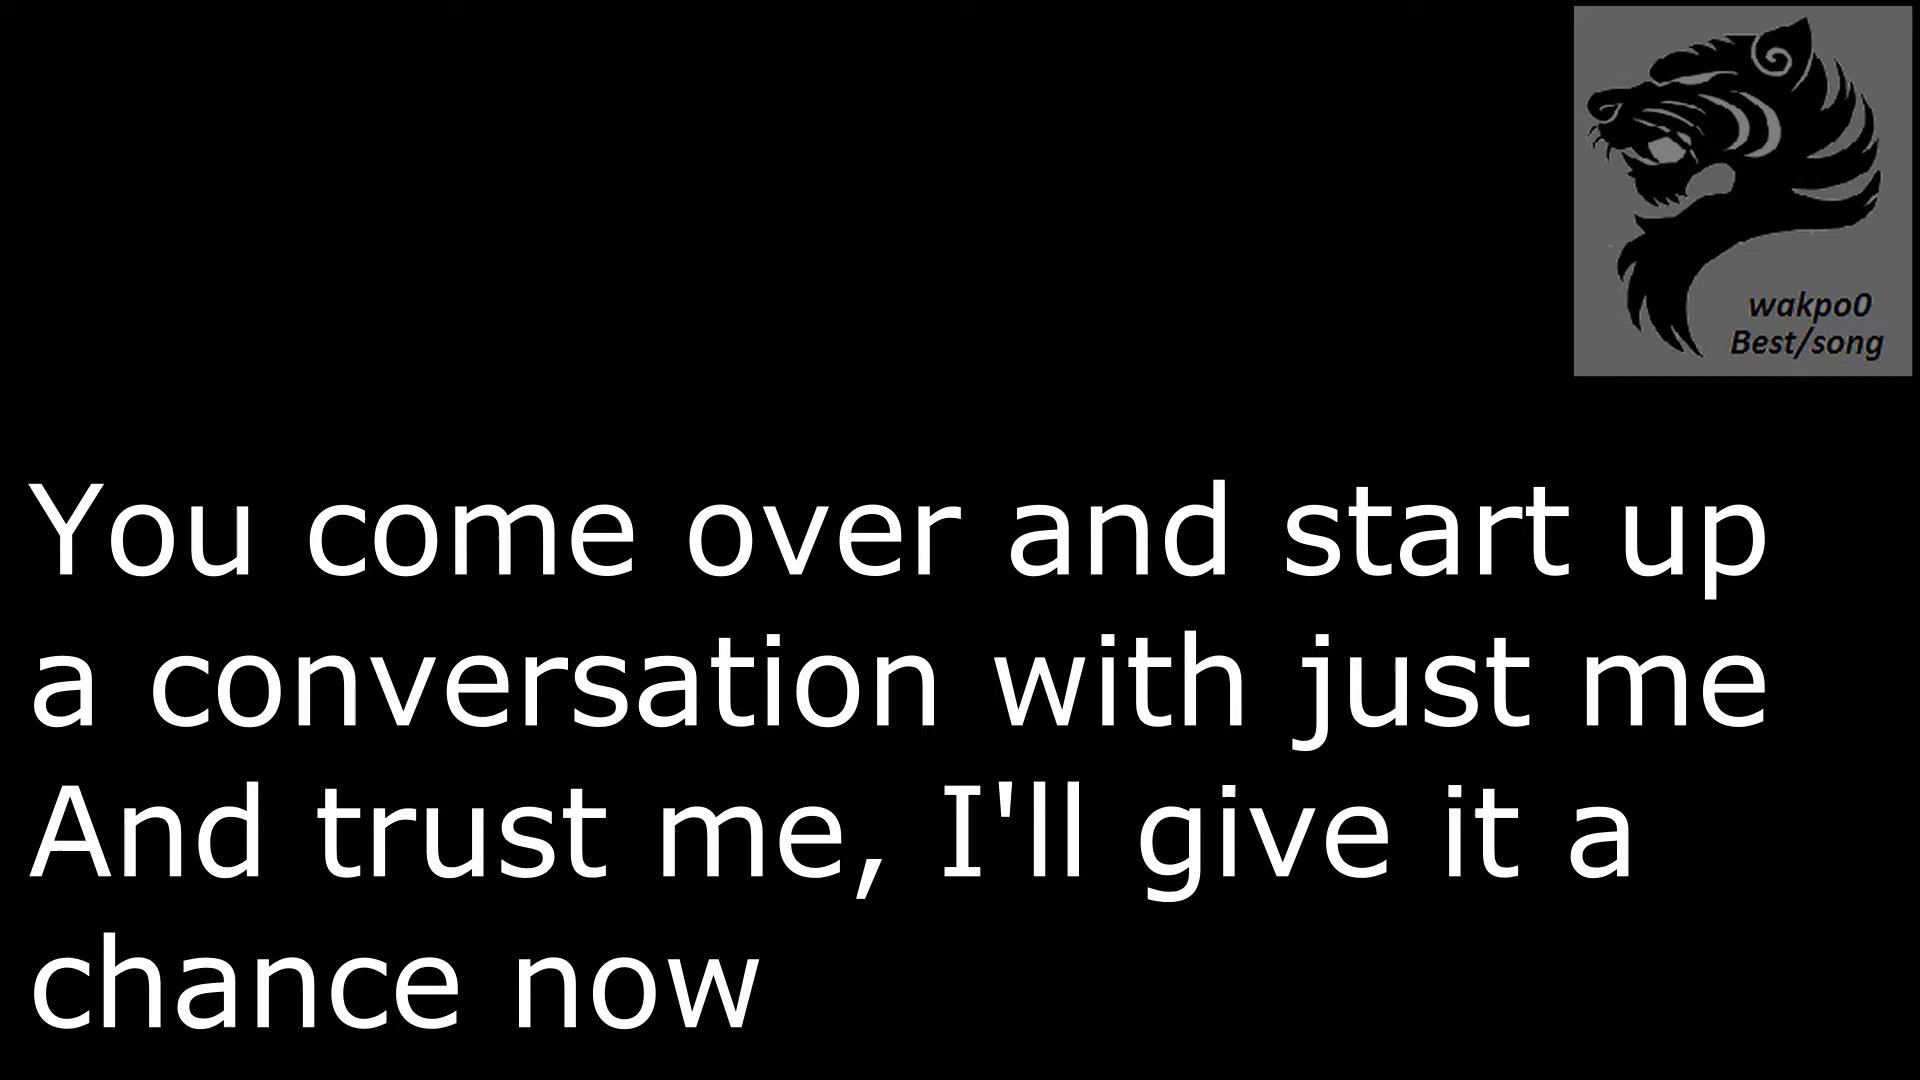 wakpo0
Best/song
You come over and start up
a conversation with just me
And trust me, I'll give it a
chance now